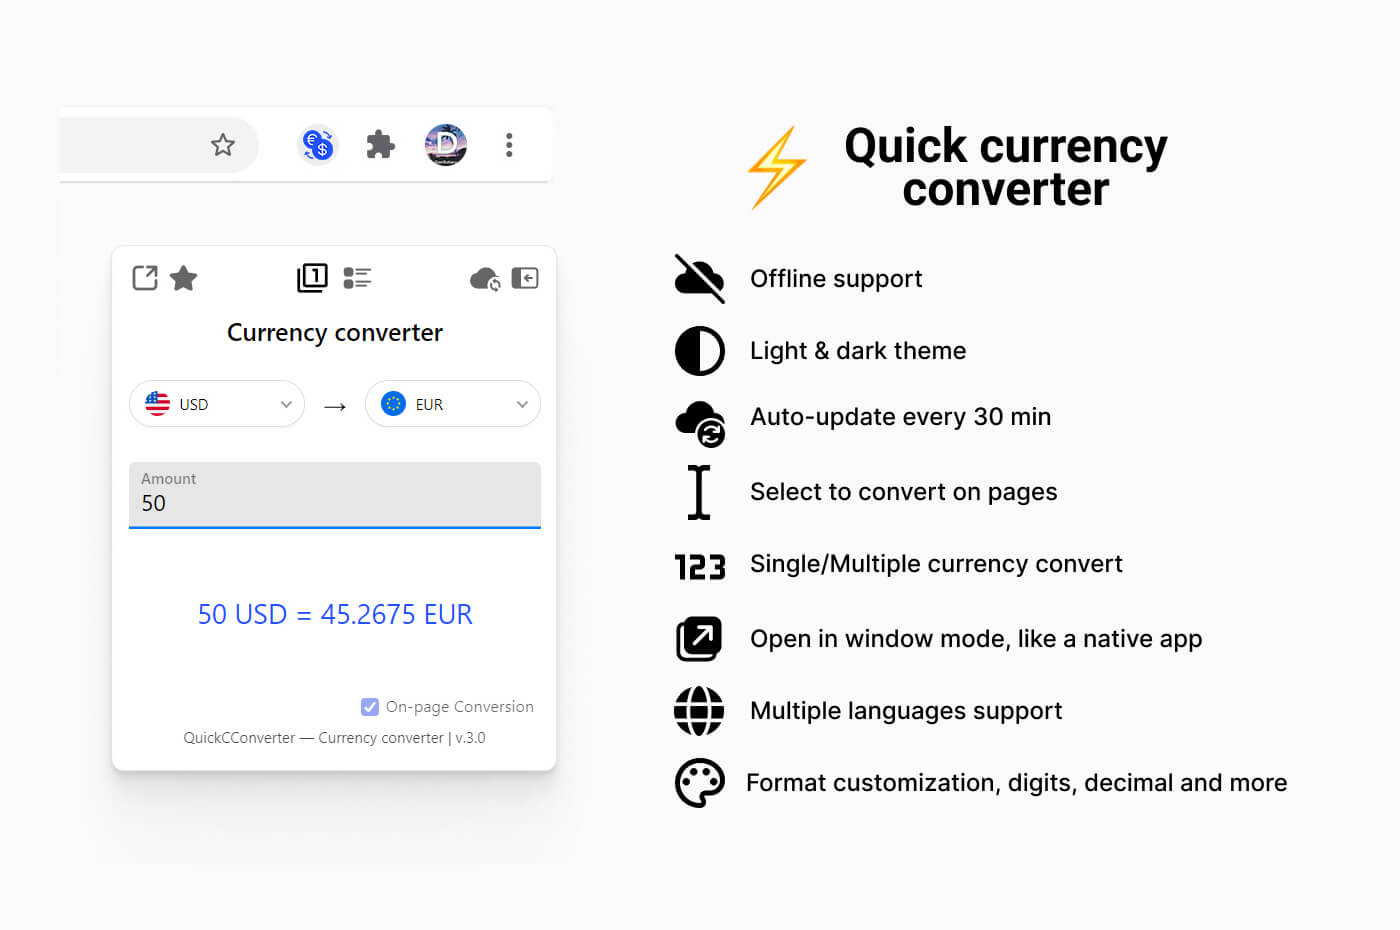 D
Quick currency
converter
1
Currency converter
USD → EUR
Amount
50
50 USD = 45.2675 EUR
On-page Conversion
QuickCConverter — Currency converter | v.3.0
Offline support
Light & dark theme
Auto-update every 30 min
Select to convert on pages
123 Single/Multiple currency convert
Open in window mode, like a native app
Multiple languages support
Format customization, digits, decimal and more